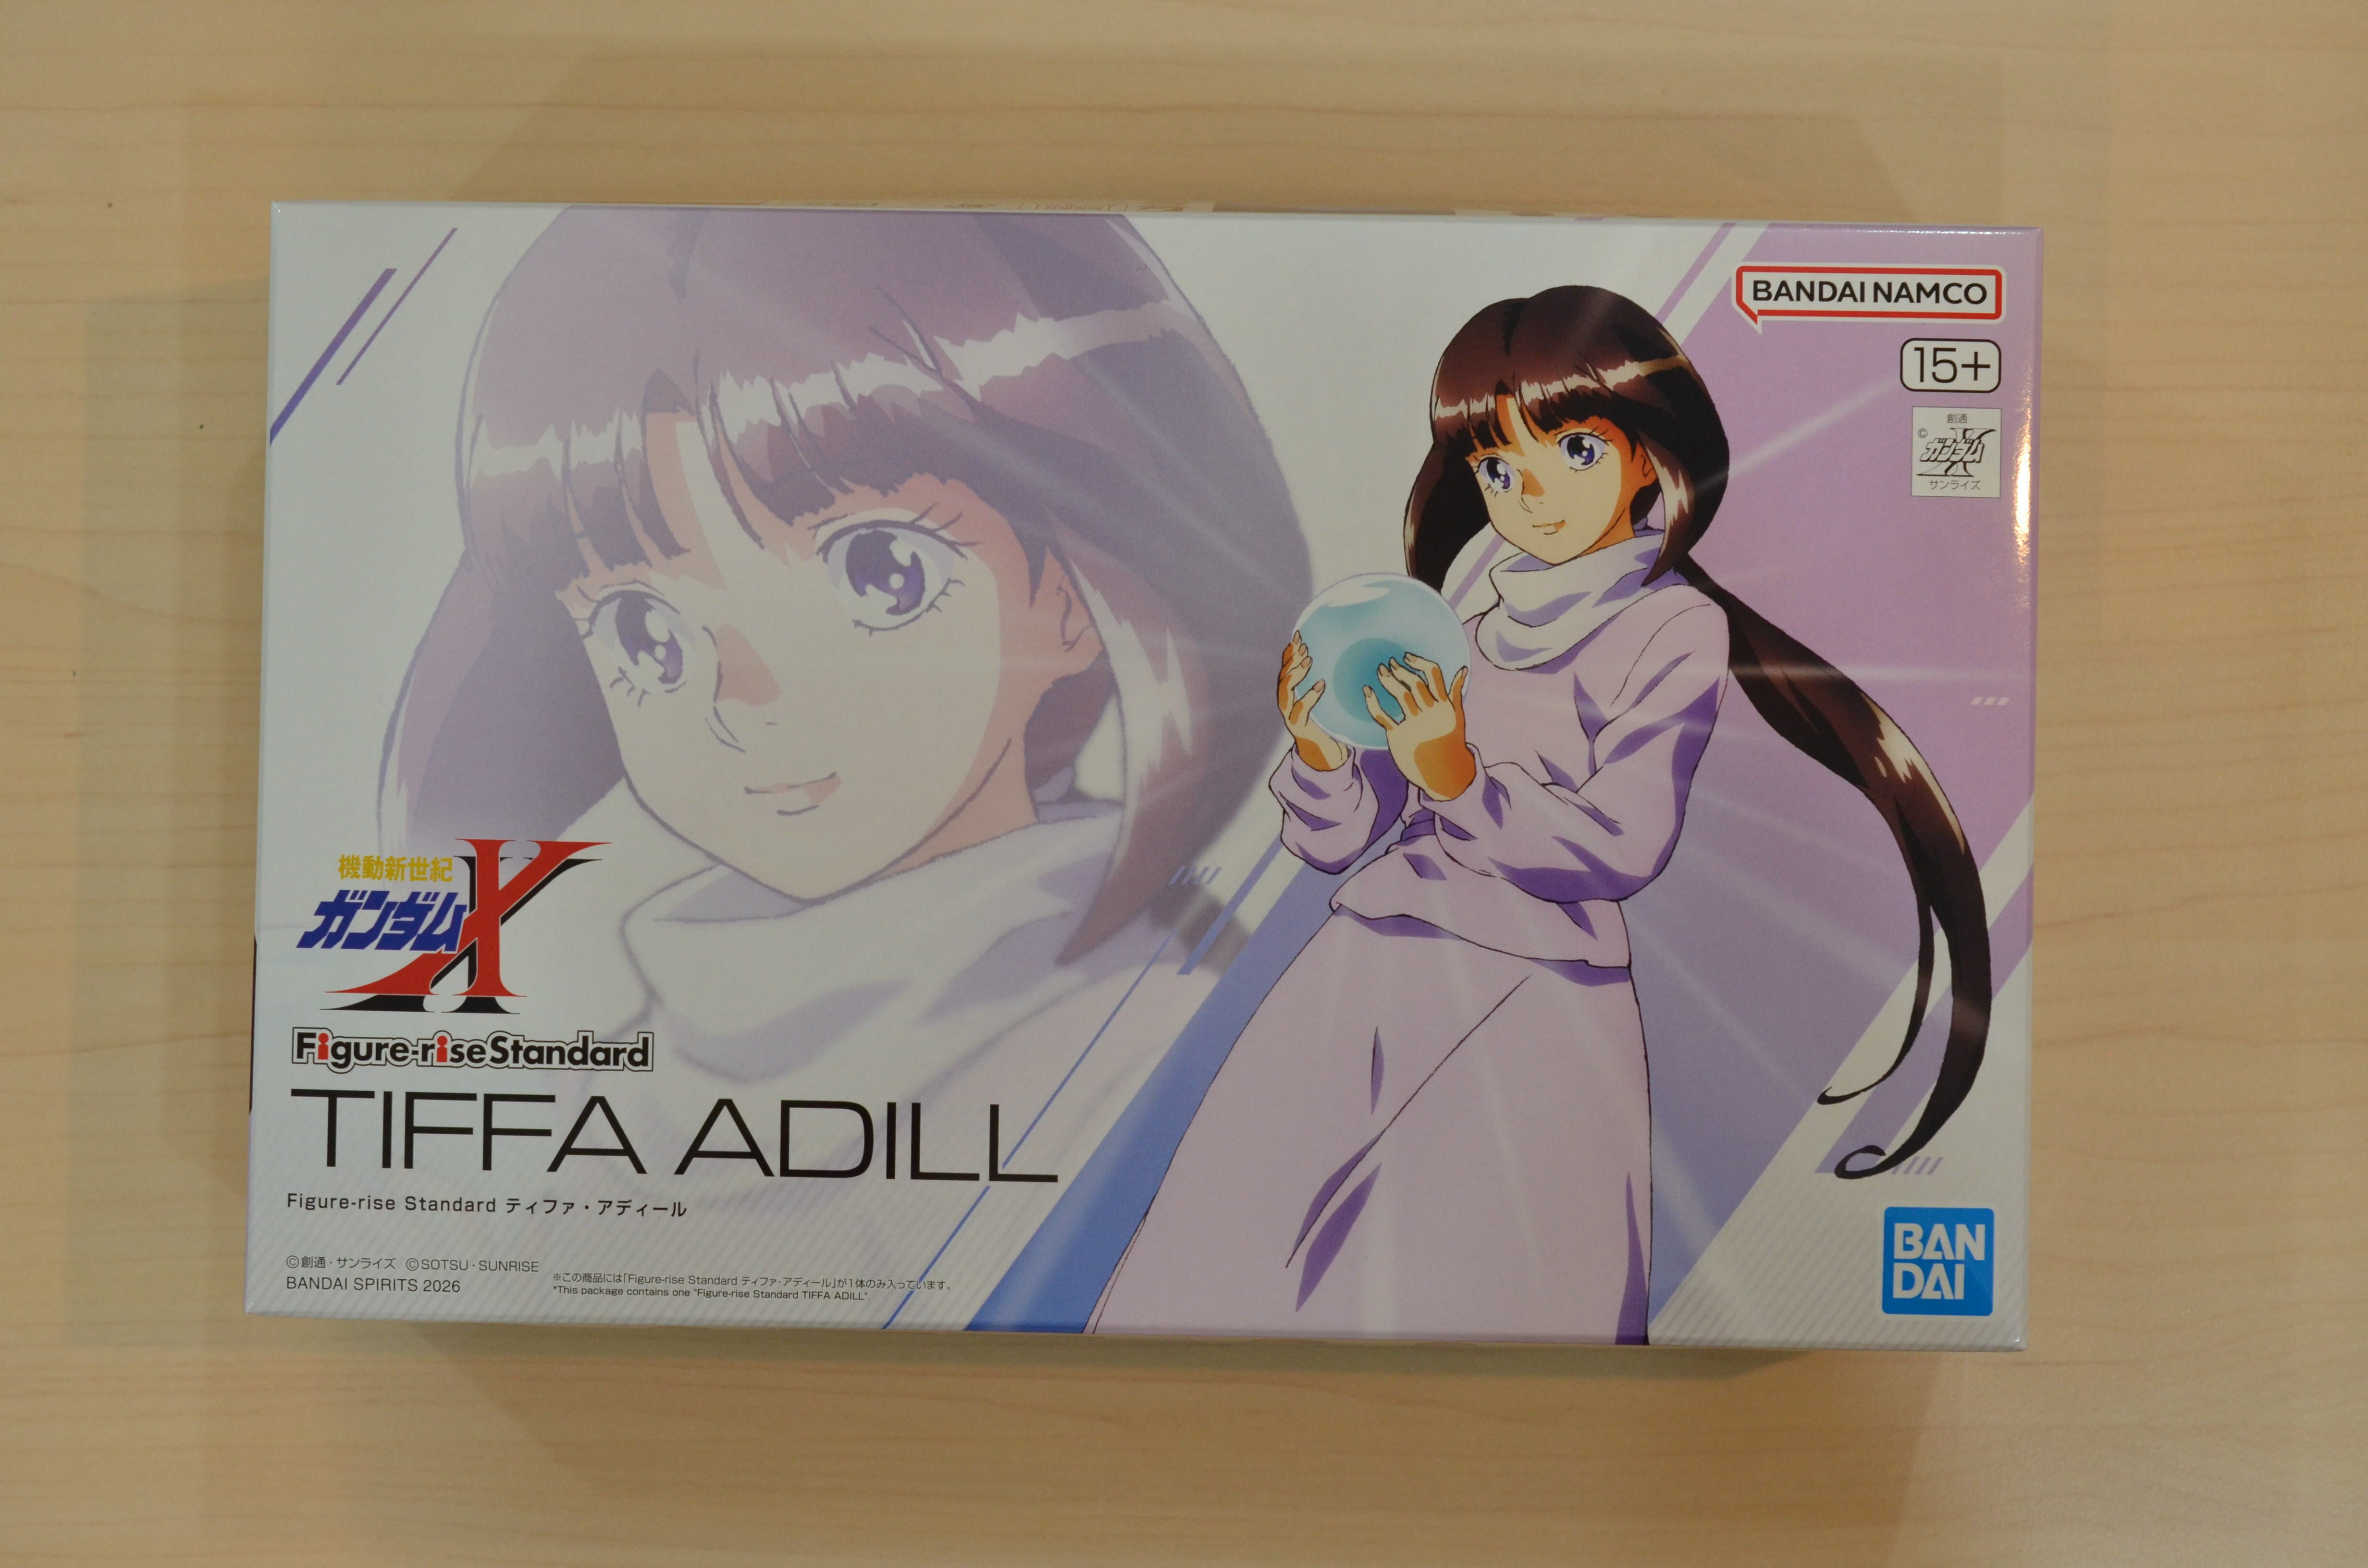 BANDAI NAMCO
15+
創通
©
ガンダムX
サンライズ
機動新世紀
ガンダムX
Figure-riseStandard
TIFFA ADILL
Figure-rise Standard ティファ・アディール
©創通・サンライズ ©SOTSU・SUNRISE
BANDAI SPIRITS 2026
※この商品には「Figure-rise Standard ティファ・アディール」が1体のみ入っています。
*This package contains one "Figure-rise Standard TIFFA ADILL".
BAN
DAI